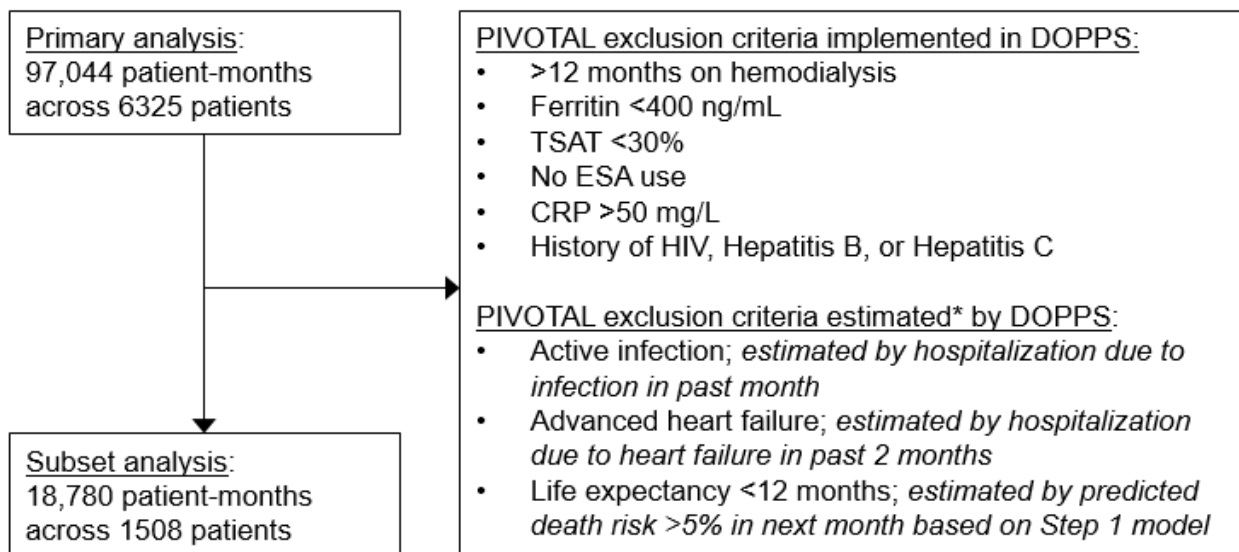 Primary analysis:
97,044 patient-months
across 6325 patients
PIVOTAL exclusion criteria implemented in DOPPS:
• >12 months on hemodialysis
• Ferritin <400 ng/mL
• TSAT <30%
• No ESA use
• CRP >50 mg/L
• History of HIV, Hepatitis B, or Hepatitis C
PIVOTAL exclusion criteria estimated* by DOPPS:
• Active infection; estimated by hospitalization due to
infection in past month
• Advanced heart failure; estimated by hospitalization
due to heart failure in past 2 months
• Life expectancy <12 months; estimated by predicted
death risk >5% in next month based on Step 1 model
Subset analysis:
18,780 patient-months
across 1508 patients